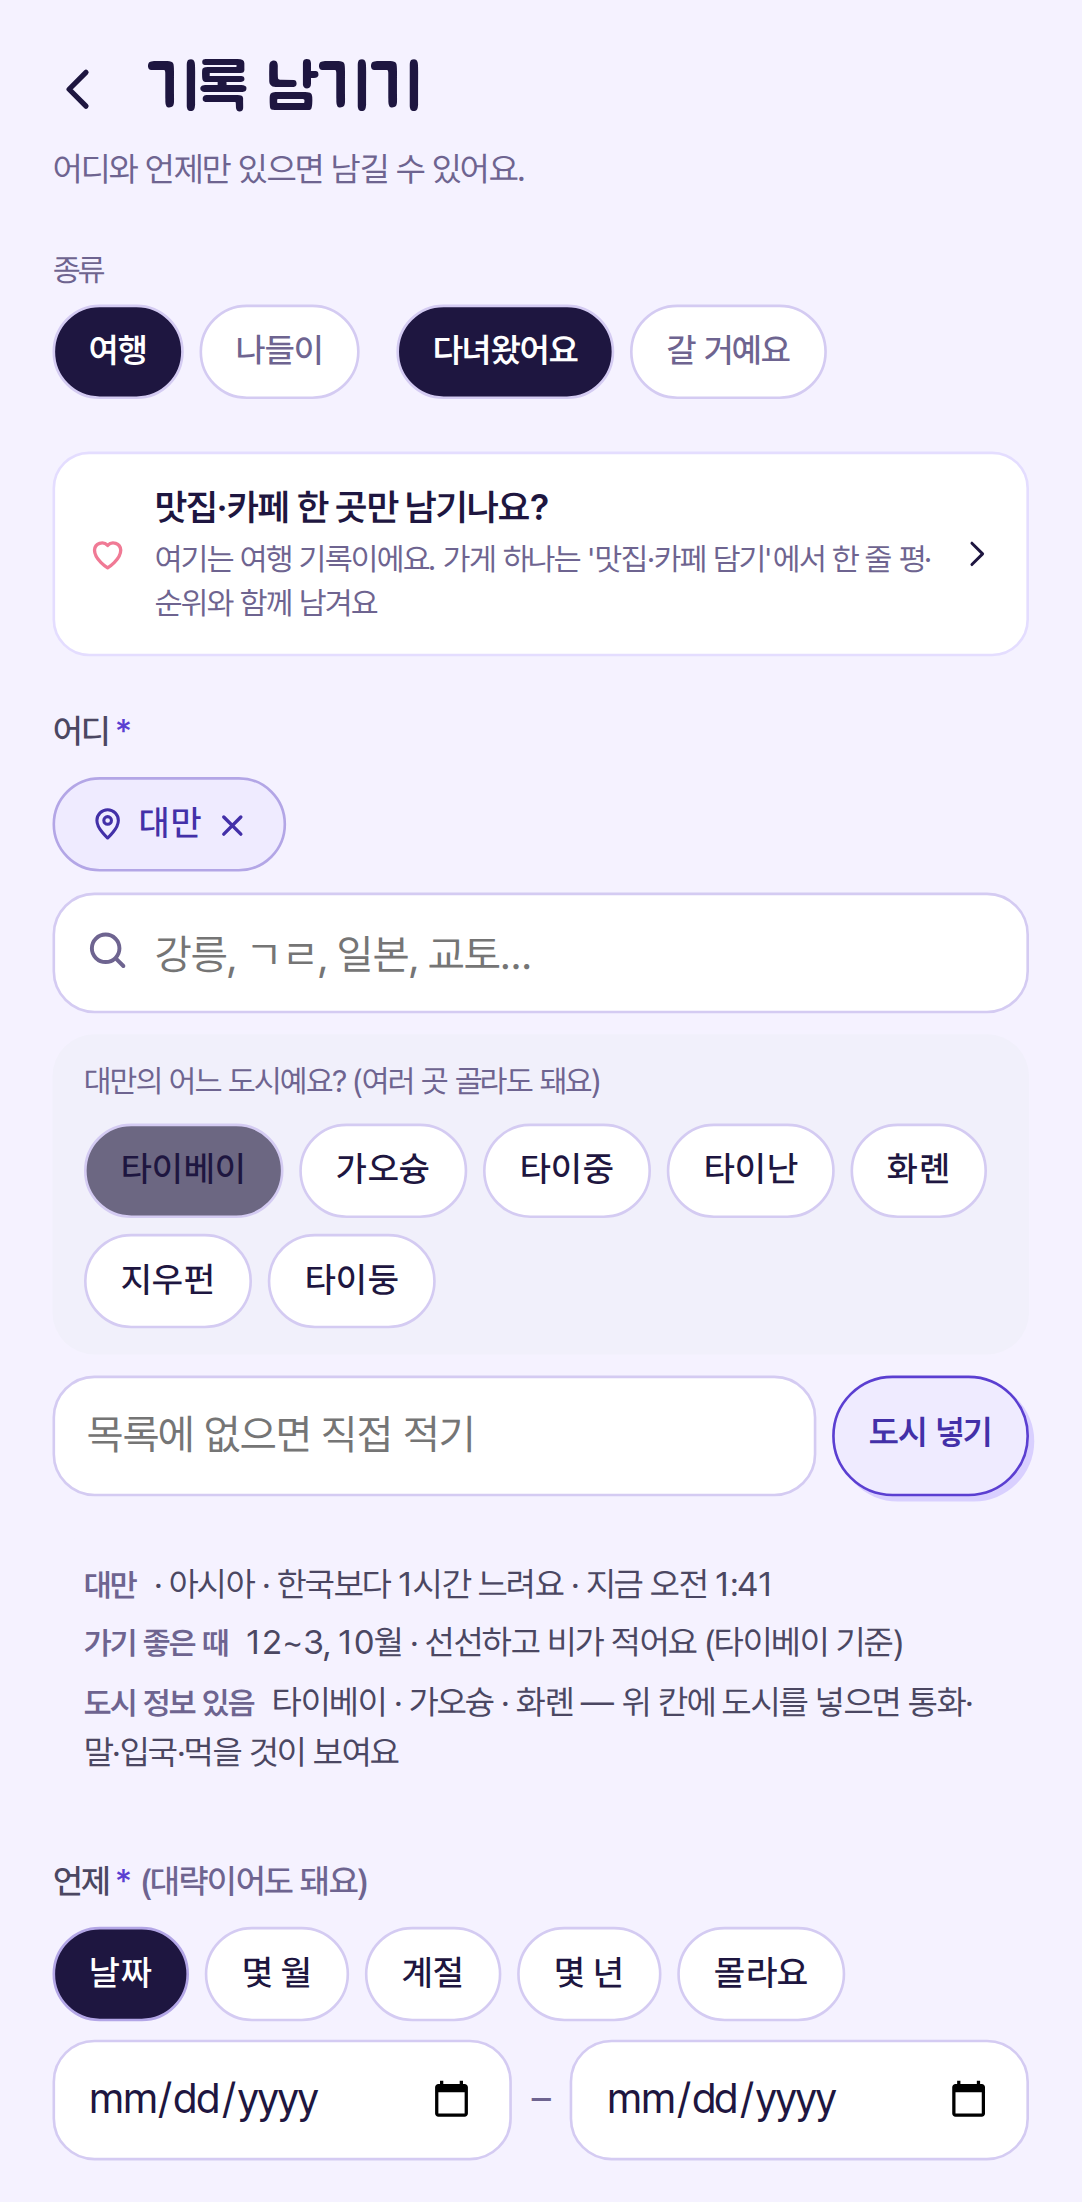 기록 남기기
어디와 언제만 있으면 남길 수 있어요.
종류
여행 나들이 다녀왔어요 갈 거예요
맛집·카페 한 곳만 남기나요?
여기는 여행 기록이에요. 가게 하나는 '맛집·카페 담기'에서 한 줄 평·
순위와 함께 남겨요
어디 *
대만
강릉, ㄱㄹ, 일본, 교토…
대만의 어느 도시예요? (여러 곳 골라도 돼요)
타이베이 가오슝 타이중 타이난 화롄
지우펀 타이둥
목록에 없으면 직접 적기 도시 넣기
대만 · 아시아 · 한국보다 1시간 느려요 · 지금 오전 1:41
가기 좋은 때 12~3, 10월 · 선선하고 비가 적어요 (타이베이 기준)
도시 정보 있음 타이베이 · 가오슝 · 화롄 — 위 칸에 도시를 넣으면 통화·
말·입국·먹을 것이 보여요
언제 * (대략이어도 돼요)
날짜 몇 월 계절 몇 년 몰라요
mm/dd/yyyy – mm/dd/yyyy